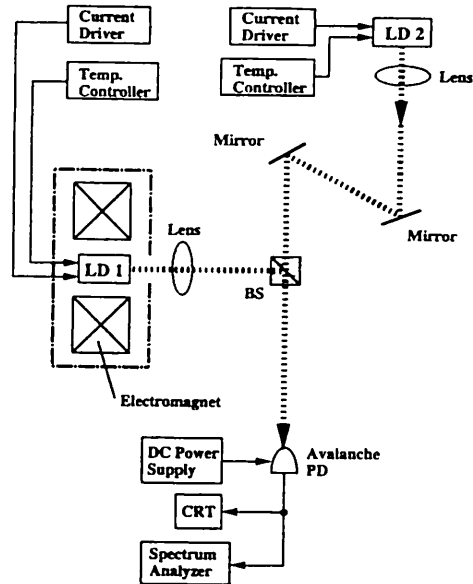 Current
Driver
Temp.
Controller
Current
Driver
Temp.
Controller
LD 2
Lens
Mirror
Mirror
Lens
LD 1
BS
Electromagnet
DC Power
Supply
Avalanche
PD
CRT
Spectrum
Analyzer